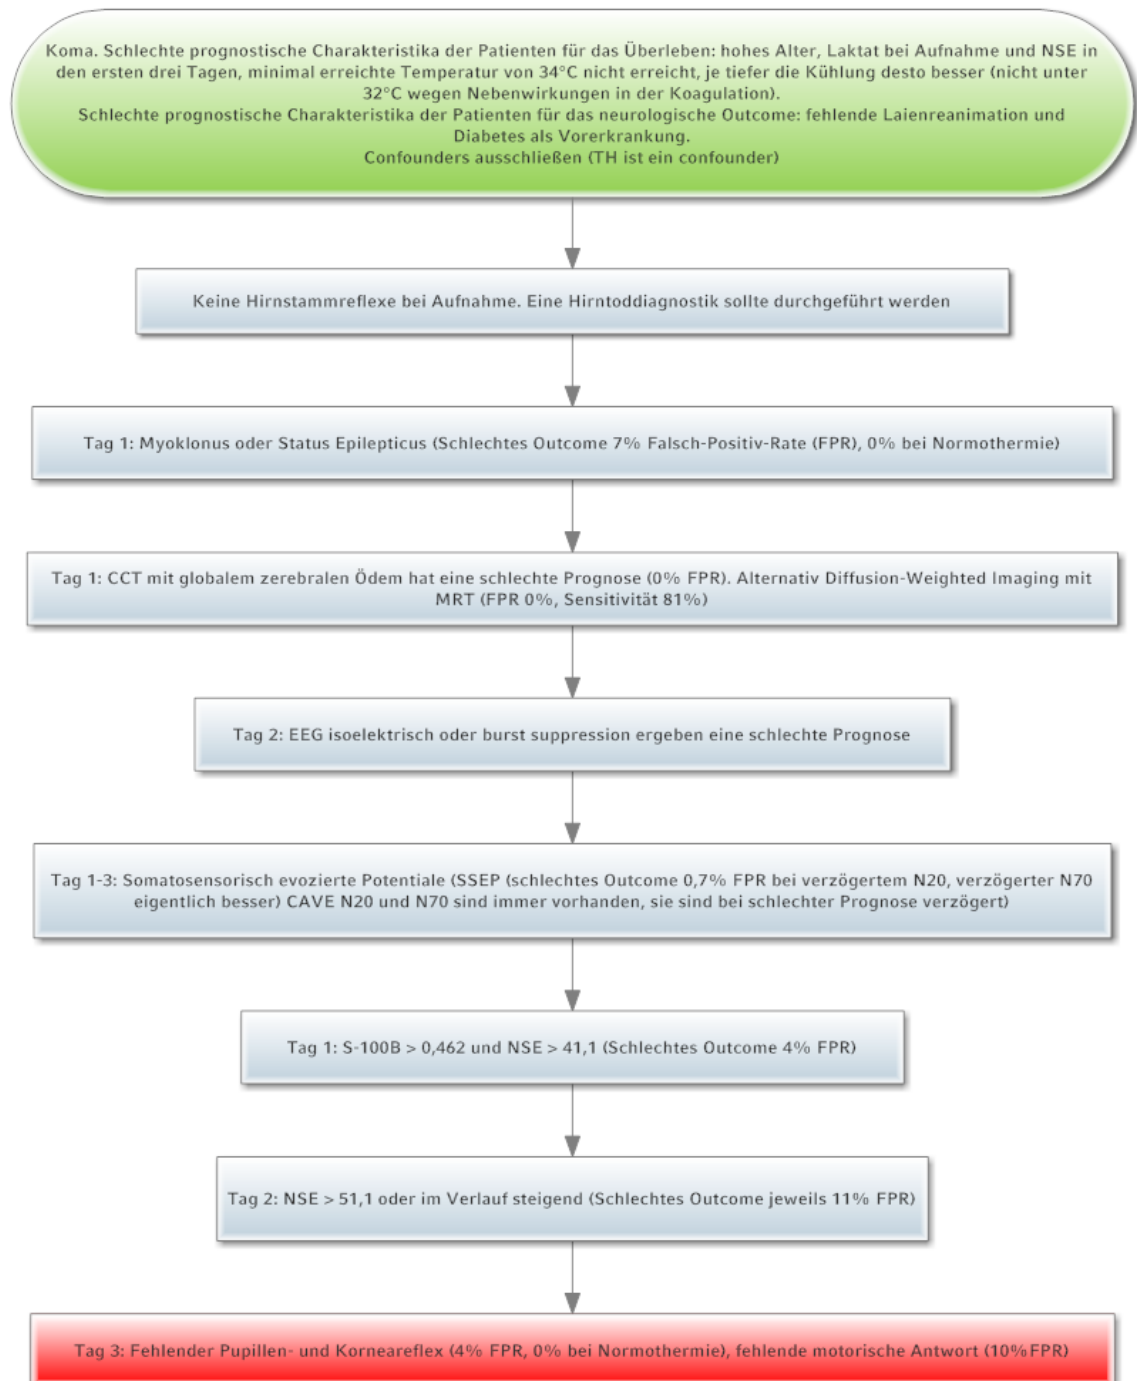 Koma. Schlechte prognostische Charakteristika der Patienten für das Überleben: hohes Alter, Laktat bei Aufnahme und NSE in
den ersten drei Tagen, minimal erreichte Temperatur von 34°C nicht erreicht, je tiefer die Kühlung desto besser (nicht unter
32°C wegen Nebenwirkungen in der Koagulation).
Schlechte prognostische Charakteristika der Patienten für das neurologische Outcome: fehlende Laienreanimation und
Diabetes als Vorerkrankung.
Confounders ausschließen (TH ist ein confounder)
Keine Hirnstammreflexe bei Aufnahme. Eine Hirntoddiagnostik sollte durchgeführt werden
Tag 1: Myoklonus oder Status Epilepticus (Schlechtes Outcome 7% Falsch-Positiv-Rate (FPR), 0% bei Normothermie)
Tag 1: CCT mit globalem zerebralen Ödem hat eine schlechte Prognose (0% FPR). Alternativ Diffusion-Weighted Imaging mit
MRT (FPR 0%, Sensitivität 81%)
Tag 2: EEG isoelektrisch oder burst suppression ergeben eine schlechte Prognose
Tag 1-3: Somatosensorisch evozierte Potentiale (SSEP (schlechtes Outcome 0,7% FPR bei verzögertem N20, verzögerter N70
eigentlich besser) CAVE N20 und N70 sind immer vorhanden, sie sind bei schlechter Prognose verzögert)
Tag 1: S-100B > 0,462 und NSE > 41,1 (Schlechtes Outcome 4% FPR)
Tag 2: NSE > 51,1 oder im Verlauf steigend (Schlechtes Outcome jeweils 11% FPR)
Tag 3: Fehlender Pupillen- und Korneareflex (4% FPR, 0% bei Normothermie), fehlende motorische Antwort (10%FPR)